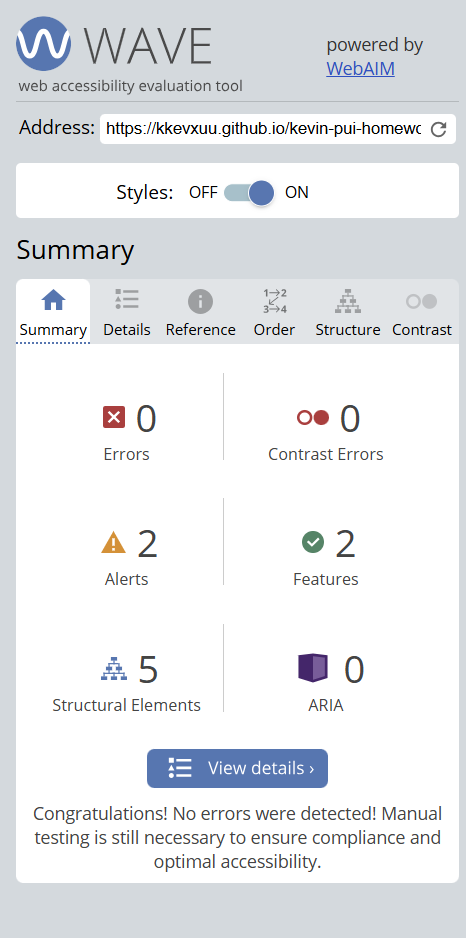 WAVE
web accessibility evaluation tool
powered by
WebAIM
Address: https://kkevxuu.github.io/kevin-pui-homewo
Styles: OFF ON
Summary
Summary Details Reference Order Structure Contrast
0 0
Errors Contrast Errors
2 2
Alerts Features
5 0
Structural Elements ARIA
View details ›
Congratulations! No errors were detected! Manual
testing is still necessary to ensure compliance and
optimal accessibility.